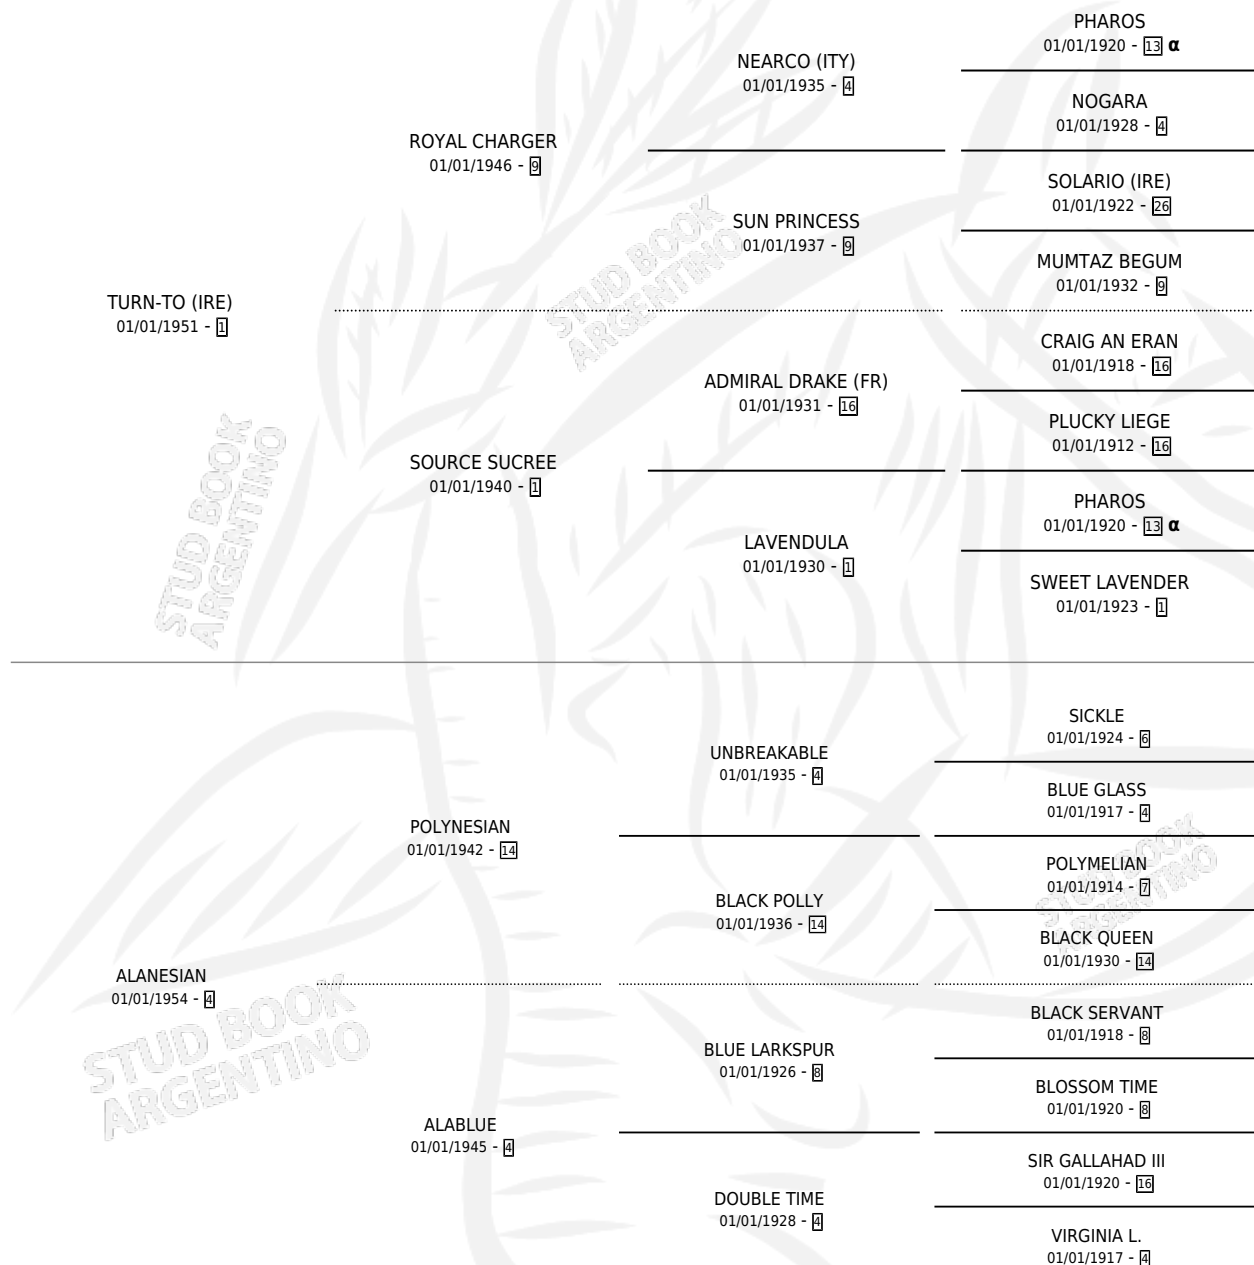 PHAROS
01/01/1920 - 13 α
NEARCO (ITY)
01/01/1935 - 4
NOGARA
01/01/1928 - 4
ROYAL CHARGER
01/01/1946 - 9
SOLARIO (IRE)
01/01/1922 - 26
SUN PRINCESS
01/01/1937 - 9
MUMTAZ BEGUM
01/01/1932 - 9
STUD BOOK
ARGENTINO
TURN-TO (IRE)
01/01/1951 - 1
CRAIG AN ERAN
01/01/1918 - 16
ADMIRAL DRAKE (FR)
01/01/1931 - 16
PLUCKY LIEGE
01/01/1912 - 16
SOURCE SUCREE
01/01/1940 - 1
PHAROS
01/01/1920 - 13 α
LAVENDULA
01/01/1930 - 1
SWEET LAVENDER
01/01/1923 - 1
STUD BOOK
ARGENTINO
SICKLE
01/01/1924 - 6
UNBREAKABLE
01/01/1935 - 4
BLUE GLASS
01/01/1917 - 4
POLYNESIAN
01/01/1942 - 14
POLYMELIAN
01/01/1914 - 7
BLACK POLLY
01/01/1936 - 14
BLACK QUEEN
01/01/1930 - 14
STUD BOOK
ARGENTINO
ALANESIAN
01/01/1954 - 4
BLACK SERVANT
01/01/1918 - 8
BLUE LARKSPUR
01/01/1926 - 8
BLOSSOM TIME
01/01/1920 - 8
STUD BOOK
ARGENTINO
ALABLUE
01/01/1945 - 4
SIR GALLAHAD III
01/01/1920 - 16
DOUBLE TIME
01/01/1928 - 4
VIRGINIA L.
01/01/1917 - 4